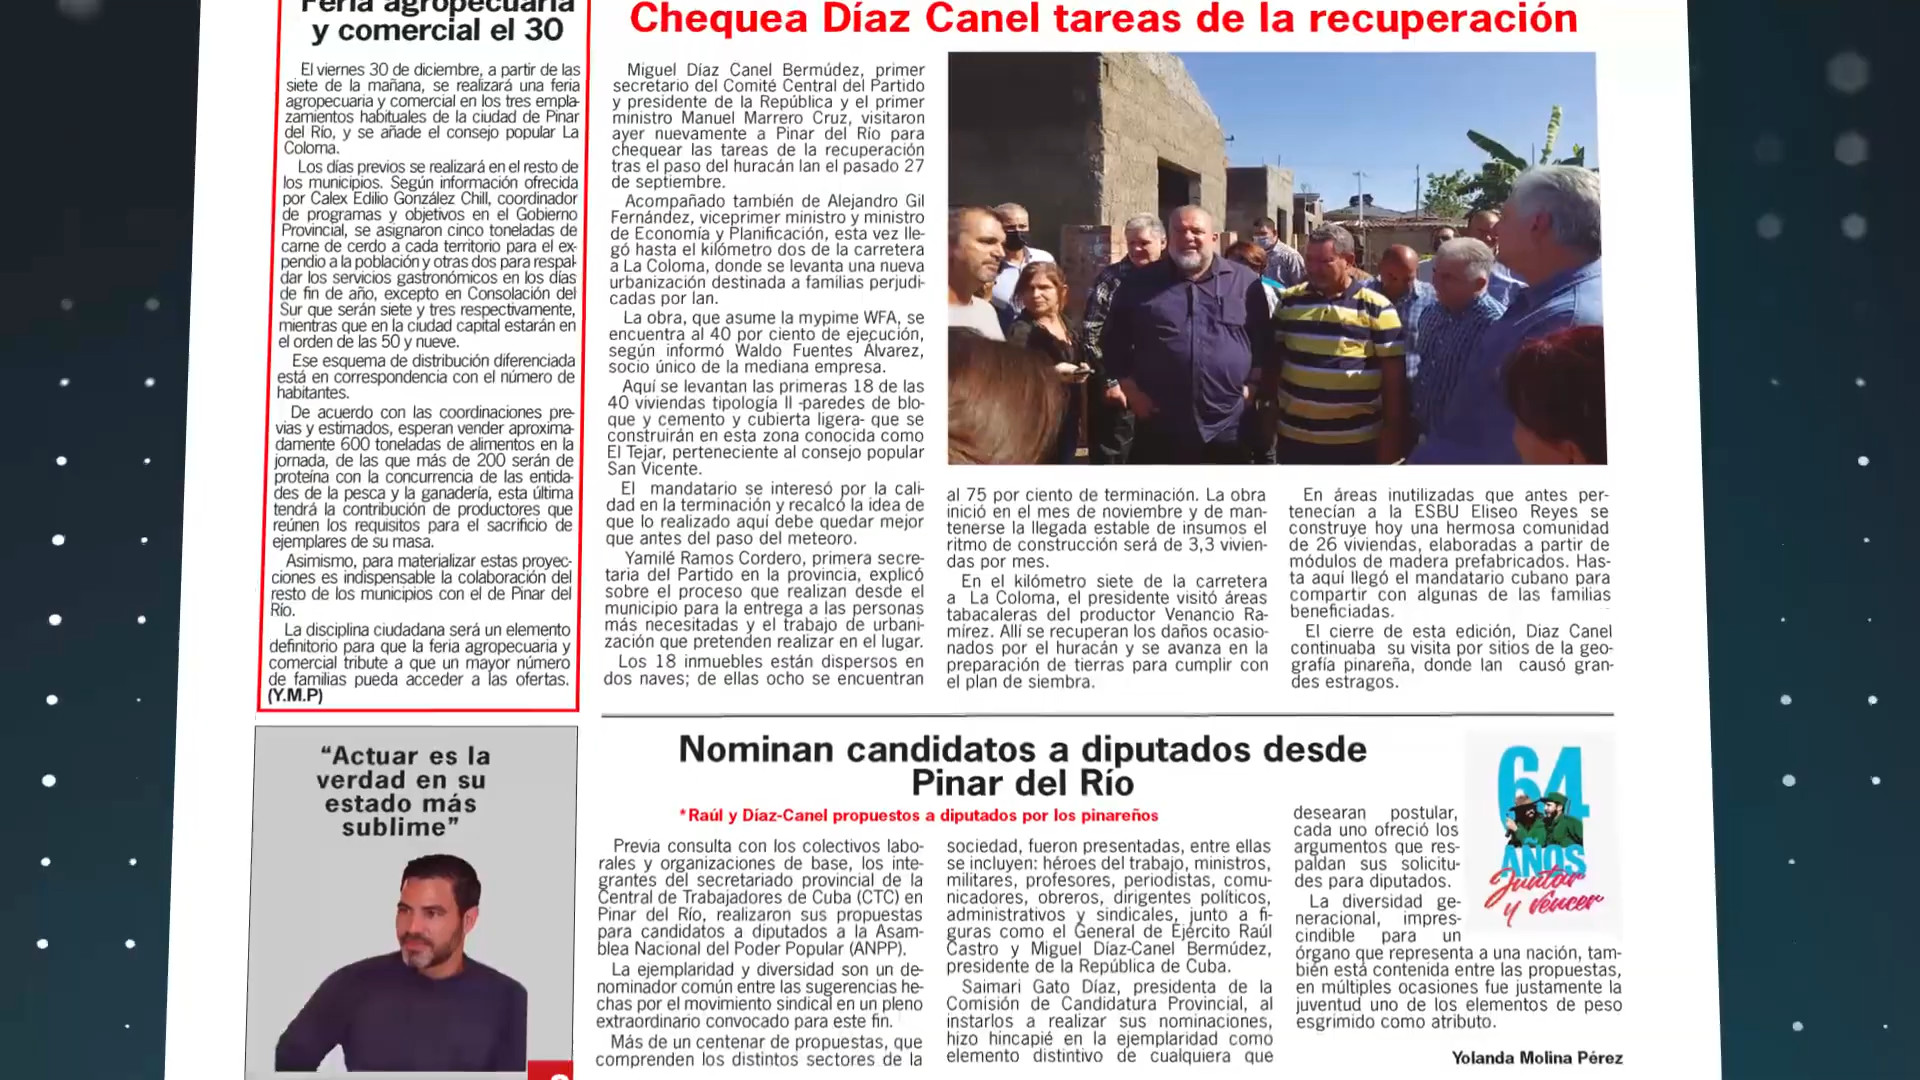 Feria agropecuaria
y comercial el 30
El viernes 30 de diciembre, a partir de las
siete de la mañana, se realizará una feria
agropecuaria y comercial en los tres empla-
zamientos habituales de la ciudad de Pinar
del Río, y se añade el consejo popular La
Coloma.
Los días previos se realizará en el resto de
los municipios. Según información ofrecida
por Calex Edilio González Chill, coordinador
de programas y objetivos en el Gobierno
Provincial, se asignaron cinco toneladas de
carne de cerdo a cada territorio para el ex-
pendio a la población y otras dos para respal-
dar los servicios gastronómicos en los días
de fin de año, excepto en Consolación del
Sur que serán siete y tres respectivamente,
mientras que en la ciudad capital estarán en
el orden de las 50 y nueve.
Ese esquema de distribución diferenciada
está en correspondencia con el número de
habitantes.
De acuerdo con las coordinaciones pre-
vias y estimados, esperan vender aproxima-
damente 600 toneladas de alimentos en la
jornada, de las que más de 200 serán de
proteína con la concurrencia de las entida-
des de la pesca y la ganadería, esta última
tendrá la contribución de productores que
reúnen los requisitos para el sacrificio de
ejemplares de su masa.
Asimismo, para materializar estas proyec-
ciones es indispensable la colaboración del
resto de los municipios con el de Pinar del
Río.
La disciplina ciudadana será un elemento
definitorio para que la feria agropecuaria y
comercial tribute a que un mayor número
de familias pueda acceder a las ofertas.
(Y.M.P)
“Actuar es la
verdad en su
estado más
sublime”
Chequea Díaz Canel tareas de la recuperación
Miguel Díaz Canel Bermúdez, primer
secretario del Comité Central del Partido
y presidente de la República y el primer
ministro Manuel Marrero Cruz, visitaron
ayer nuevamente a Pinar del Río para
chequear las tareas de la recuperación
tras el paso del huracán Ian el pasado 27
de septiembre.
Acompañado también de Alejandro Gil
Fernández, viceprimer ministro y ministro
de Economía y Planificación, esta vez lle-
gó hasta el kilómetro dos de la carretera
a La Coloma, donde se levanta una nueva
urbanización destinada a familias perjudi-
cadas por Ian.
La obra, que asume la mypime WFA, se
encuentra al 40 por ciento de ejecución,
según informó Waldo Fuentes Álvarez,
socio único de la mediana empresa.
Aquí se levantan las primeras 18 de las
40 viviendas tipología II -paredes de blo-
que y cemento y cubierta ligera- que se
construirán en esta zona conocida como
El Tejar, perteneciente al consejo popular
San Vicente.
El mandatario se interesó por la cali-
dad en la terminación y recalcó la idea de
que lo realizado aquí debe quedar mejor
que antes del paso del meteoro.
Yamilé Ramos Cordero, primera secre-
taria del Partido en la provincia, explicó
sobre el proceso que realizan desde el
municipio para la entrega a las personas
más necesitadas y el trabajo de urbani-
zación que pretenden realizar en el lugar.
Los 18 inmuebles están dispersos en
dos naves; de ellas ocho se encuentran
al 75 por ciento de terminación. La obra
inició en el mes de noviembre y de man-
tenerse la llegada estable de insumos el
ritmo de construcción será de 3,3 vivien-
das por mes.
En el kilómetro siete de la carretera
a La Coloma, el presidente visitó áreas
tabacaleras del productor Venancio Ra-
mírez. Allí se recuperan los daños ocasio-
nados por el huracán y se avanza en la
preparación de tierras para cumplir con
el plan de siembra.
En áreas inutilizadas que antes per-
tenecían a la ESBU Eliseo Reyes se
construye hoy una hermosa comunidad
de 26 viviendas, elaboradas a partir de
módulos de madera prefabricados. Has-
ta aquí llegó el mandatario cubano para
compartir con algunas de las familias
beneficiadas.
El cierre de esta edición, Diaz Canel
continuaba su visita por sitios de la geo-
grafía pinareña, donde Ian causó gran-
des estragos.
Nominan candidatos a diputados desde
Pinar del Río
*Raúl y Díaz-Canel propuestos a diputados por los pinareños
Previa consulta con los colectivos labo-
rales y organizaciones de base, los inte-
grantes del secretariado provincial de la
Central de Trabajadores de Cuba (CTC) en
Pinar del Río, realizaron sus propuestas
para candidatos a diputados a la Asam-
blea Nacional del Poder Popular (ANPP).
La ejemplaridad y diversidad son un de-
nominador común entre las sugerencias he-
chas por el movimiento sindical en un pleno
extraordinario convocado para este fin.
Más de un centenar de propuestas, que
comprenden los distintos sectores de la
sociedad, fueron presentadas, entre ellas
se incluyen: héroes del trabajo, ministros,
militares, profesores, periodistas, comu-
nicadores, obreros, dirigentes políticos,
administrativos y sindicales, junto a fi-
guras como el General de Ejército Raúl
Castro y Miguel Díaz-Canel Bermúdez,
presidente de la República de Cuba.
Saimari Gato Díaz, presidenta de la
Comisión de Candidatura Provincial, al
instarlos a realizar sus nominaciones,
hizo hincapié en la ejemplaridad como
elemento distintivo de cualquiera que
desearan postular,
cada uno ofreció los
argumentos que res-
paldan sus solicitu-
des para diputados.
La diversidad ge-
neracional, impres-
cindible para un
órgano que representa a una nación, tam-
bién está contenida entre las propuestas,
en múltiples ocasiones fue justamente la
juventud uno de los elementos de peso
esgrimido como atributo.
Yolanda Molina Pérez
64
AÑOS
Juntar
y vencer